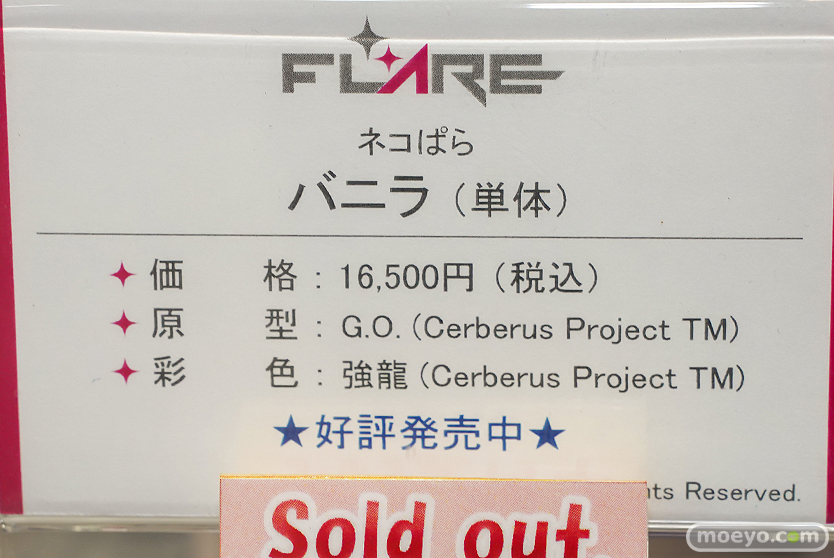 FLARE
ネコぱら
バニラ（単体）
価 格：16,500円（税込）
原 型：G.O.(Cerberus Project TM)
彩 色：強龍(Cerberus Project TM)
★好評発売中★
Reserved.
Sold out
moeyo.com